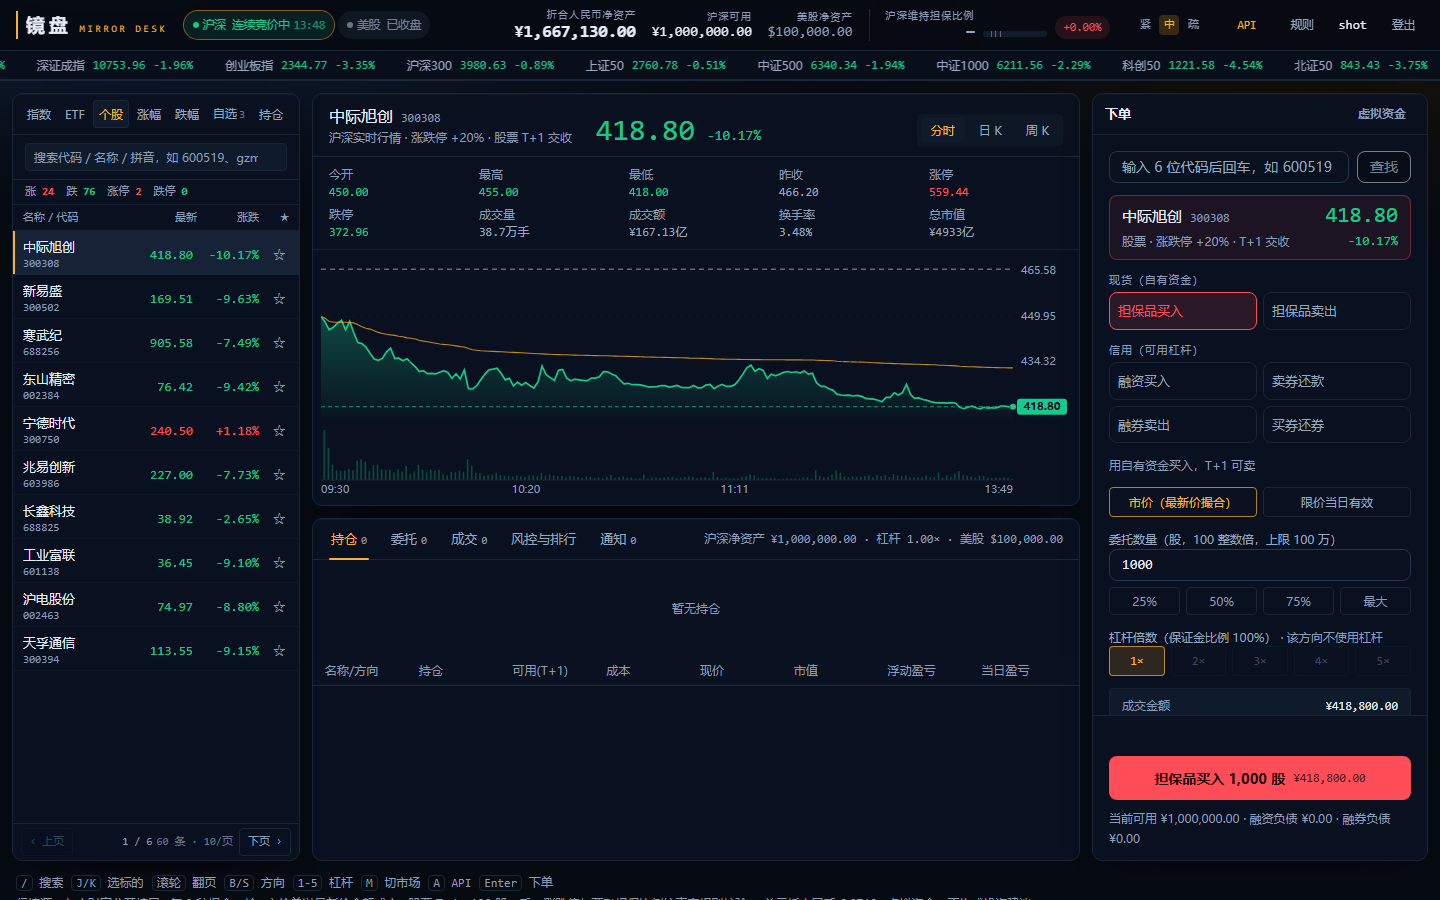 镜盘 MIRROR DESK
沪深 连续竞价中 13:48
美股 已收盘
折合人民币净资产 沪深可用 美股净资产 沪深维持担保比例
¥1,667,130.00 ¥1,000,000.00 $100,000.00 — +0.00%
紧 中 疏 API 规则 shot 登出
% 深证成指 10753.96 -1.96% 创业板指 2344.77 -3.35% 沪深300 3980.63 -0.89% 上证50 2760.78 -0.51% 中证500 6340.34 -1.94% 中证1000 6211.56 -2.29% 科创50 1221.58 -4.54% 北证50 843.43 -3.75%
指数 ETF 个股 涨幅 跌幅 自选 3 持仓
搜索代码 / 名称 / 拼音，如 600519、gzm
涨 24 跌 76 涨停 2 跌停 0
名称 / 代码 最新 涨跌 ★
中际旭创 418.80 -10.17% ☆
300308
新易盛 169.51 -9.63% ☆
300502
寒武纪 905.58 -7.49% ☆
688256
东山精密 76.42 -9.42% ☆
002384
宁德时代 240.50 +1.18% ☆
300750
兆易创新 227.00 -7.73% ☆
603986
长鑫科技 38.92 -2.65% ☆
688825
工业富联 36.45 -9.10% ☆
601138
沪电股份 74.97 -8.80% ☆
002463
天孚通信 113.55 -9.15% ☆
300394
‹ 上页 1 / 6 60 条 · 10/页 下页 ›
中际旭创 300308
沪深实时行情 · 涨跌停 +20% · 股票 T+1 交收
418.80 -10.17%
分时 日 K 周 K
今开 最高 最低 昨收 涨停
450.00 455.00 418.00 466.20 559.44
跌停 成交量 成交额 换手率 总市值
372.96 38.7万手 ¥167.13亿 3.48% ¥4933亿
465.58
449.95
434.32
418.80
09:30 10:20 11:11 13:49
持仓 0 委托 0 成交 0 风控与排行 通知 0
沪深净资产 ¥1,000,000.00 · 杠杆 1.00× · 美股 $100,000.00
暂无持仓
名称/方向 持仓 可用(T+1) 成本 现价 市值 浮动盈亏 当日盈亏
下单 虚拟资金
输入 6 位代码后回车，如 600519 查找
中际旭创 300308 418.80
股票 · 涨跌停 +20% · T+1 交收 -10.17%
现货（自有资金）
担保品买入 担保品卖出
信用（可用杠杆）
融资买入 卖券还款
融券卖出 买券还券
用自有资金买入，T+1 可卖
市价（最新价撮合） 限价当日有效
委托数量（股，100 整数倍，上限 100 万）
1000
25% 50% 75% 最大
杠杆倍数（保证金比例 100%） · 该方向不使用杠杆
1× 2× 3× 4× 5×
成交金额 ¥418,800.00
担保品买入 1,000 股 ¥418,800.00
当前可用 ¥1,000,000.00 · 融资负债 ¥0.00 · 融券负债
¥0.00
/ 搜索 J/K 选标的 滚轮 翻页 B/S 方向 1-5 杠杆 M 切市场 A API Enter 下单